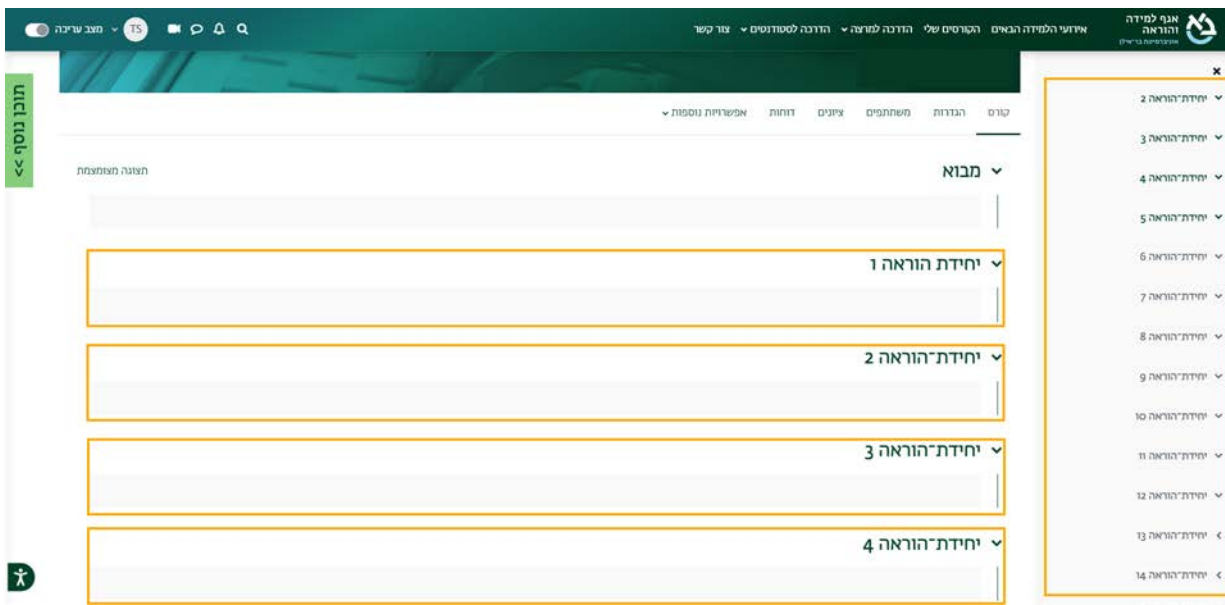 אגף למידה
והוראה
אוניברסיטת בר־אילן
אירועי הלמידה הבאים הקורסים שלי הדרכה למרצה הדרכה לסטודנטים צור קשר
TS מצב עריכה
יחידת־הוראה 2
יחידת־הוראה 3
יחידת־הוראה 4
יחידת־הוראה 5
יחידת־הוראה 6
יחידת־הוראה 7
יחידת־הוראה 8
יחידת־הוראה 9
יחידת־הוראה 10
יחידת־הוראה 11
יחידת־הוראה 12
יחידת־הוראה 13
יחידת־הוראה 14
קורס הגדרות משתתפים ציונים דוחות אפשרויות נוספות
מבוא
תצוגה מצומצמת
יחידת הוראה 1
יחידת־הוראה 2
יחידת־הוראה 3
יחידת־הוראה 4
תוכן נוסף >>